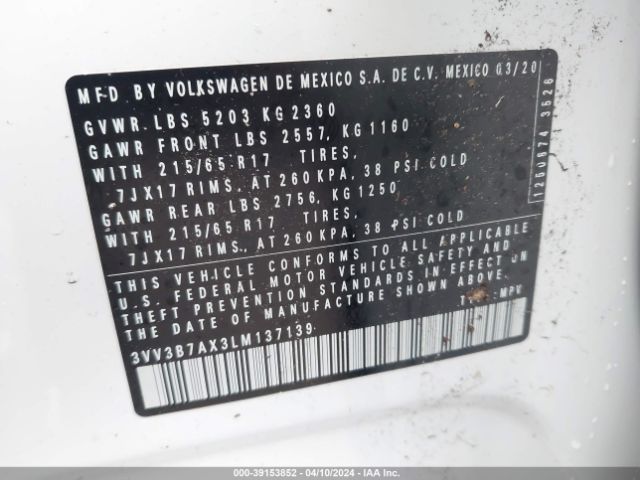 MFD. BY VOLKSWAGEN DE MEXICO S.A. DE C.V. MEXICO 03/20
GVWR. LBS 5203 KG 2360
GAWR FRONT LBS 2557, KG 1160
WITH 215/65 R17 TIRES,
7JX17 RIMS, AT 260 KPA, 38 PSI COLD
GAWR REAR LBS 2756, KG 1250
WITH 215/65 R17 TIRES,
7JX17 RIMS, AT 260 KPA, 38 PSI COLD
THIS VEHICLE CONFORMS TO ALL APPLICABLE
U.S. FEDERAL MOTOR VEHICLE SAFETY AND
THEFT PREVENTION STANDARDS IN EFFECT ON
THE DATE OF MANUFACTURE SHOWN ABOVE.
MPV
3VV3B7AX3LM137139
1250874 3526
000-39153852 - 04/10/2024 - IAA Inc.